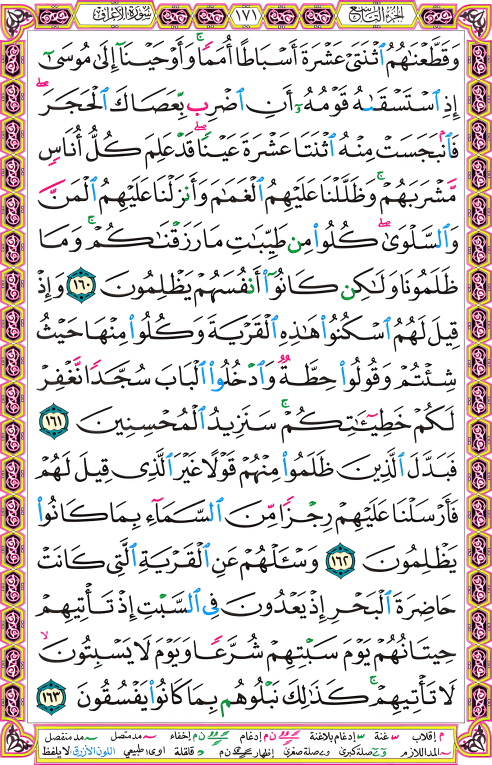 الجزء التاسع ١٧١ سورة الأعراف
وَقَطَّعْنَٰهُمُ ٱثْنَتَىْ عَشْرَةَ أَسْبَاطًا أُمَمًا ۚ وَأَوْحَيْنَآ إِلَىٰ مُوسَىٰٓ
إِذِ ٱسْتَسْقَىٰهُ قَوْمُهُۥٓ أَنِ ٱضْرِب بِّعَصَاكَ ٱلْحَجَرَ ۖ
فَٱنۢبَجَسَتْ مِنْهُ ٱثْنَتَا عَشْرَةَ عَيْنًا ۖ قَدْ عَلِمَ كُلُّ أُنَاسٍ
مَّشْرَبَهُمْ ۚ وَظَلَّلْنَا عَلَيْهِمُ ٱلْغَمَٰمَ وَأَنزَلْنَا عَلَيْهِمُ ٱلْمَنَّ
وَٱلسَّلْوَىٰ ۖ كُلُوا۟ مِن طَيِّبَٰتِ مَا رَزَقْنَٰكُمْ ۚ وَمَا
ظَلَمُونَا وَلَٰكِن كَانُوٓا۟ أَنفُسَهُمْ يَظْلِمُونَ ١٦٠ وَإِذْ
قِيلَ لَهُمُ ٱسْكُنُوا۟ هَٰذِهِ ٱلْقَرْيَةَ وَكُلُوا۟ مِنْهَا حَيْثُ
شِئْتُمْ وَقُولُوا۟ حِطَّةٌ وَٱدْخُلُوا۟ ٱلْبَابَ سُجَّدًا نَّغْفِرْ
لَكُمْ خَطِيٓـَٰٔتِكُمْ ۚ سَنَزِيدُ ٱلْمُحْسِنِينَ ١٦١
فَبَدَّلَ ٱلَّذِينَ ظَلَمُوا۟ مِنْهُمْ قَوْلًا غَيْرَ ٱلَّذِى قِيلَ لَهُمْ
فَأَرْسَلْنَا عَلَيْهِمْ رِجْزًا مِّنَ ٱلسَّمَآءِ بِمَا كَانُوا۟
يَظْلِمُونَ ١٦٢ وَسْـَٔلْهُمْ عَنِ ٱلْقَرْيَةِ ٱلَّتِى كَانَتْ
حَاضِرَةَ ٱلْبَحْرِ إِذْ يَعْدُونَ فِى ٱلسَّبْتِ إِذْ تَأْتِيهِمْ
حِيتَانُهُمْ يَوْمَ سَبْتِهِمْ شُرَّعًا وَيَوْمَ لَا يَسْبِتُونَ ۙ
لَا تَأْتِيهِمْ ۚ كَذَٰلِكَ نَبْلُوهُم بِمَا كَانُوا۟ يَفْسُقُونَ ١٦٣
م إقلاب س غنة س إدغام بلا غنة ن م إدغام ن م إخفاء مد متصل مد منفصل
المد اللازم صلة كبرى صلة صغرى إظهار ن م قلقلة او ى طبيعي اللون الأزرق لا يلفظ